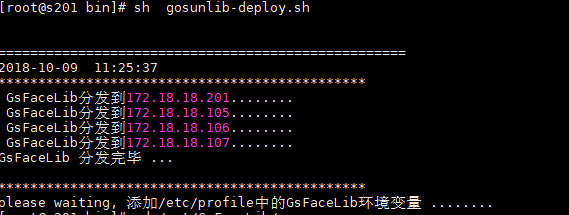 [root@s201 bin]# sh  gosunlib-deploy.sh
====================================================
2018-10-09  11:25:37
***********************************************
GsFaceLib分发到172.18.18.201........
GsFaceLib分发到172.18.18.105........
GsFaceLib分发到172.18.18.106........
GsFaceLib分发到172.18.18.107........
GsFaceLib 分发完毕 ...
***********************************************
please waiting, 添加/etc/profile中的GsFaceLib环境变量 ........